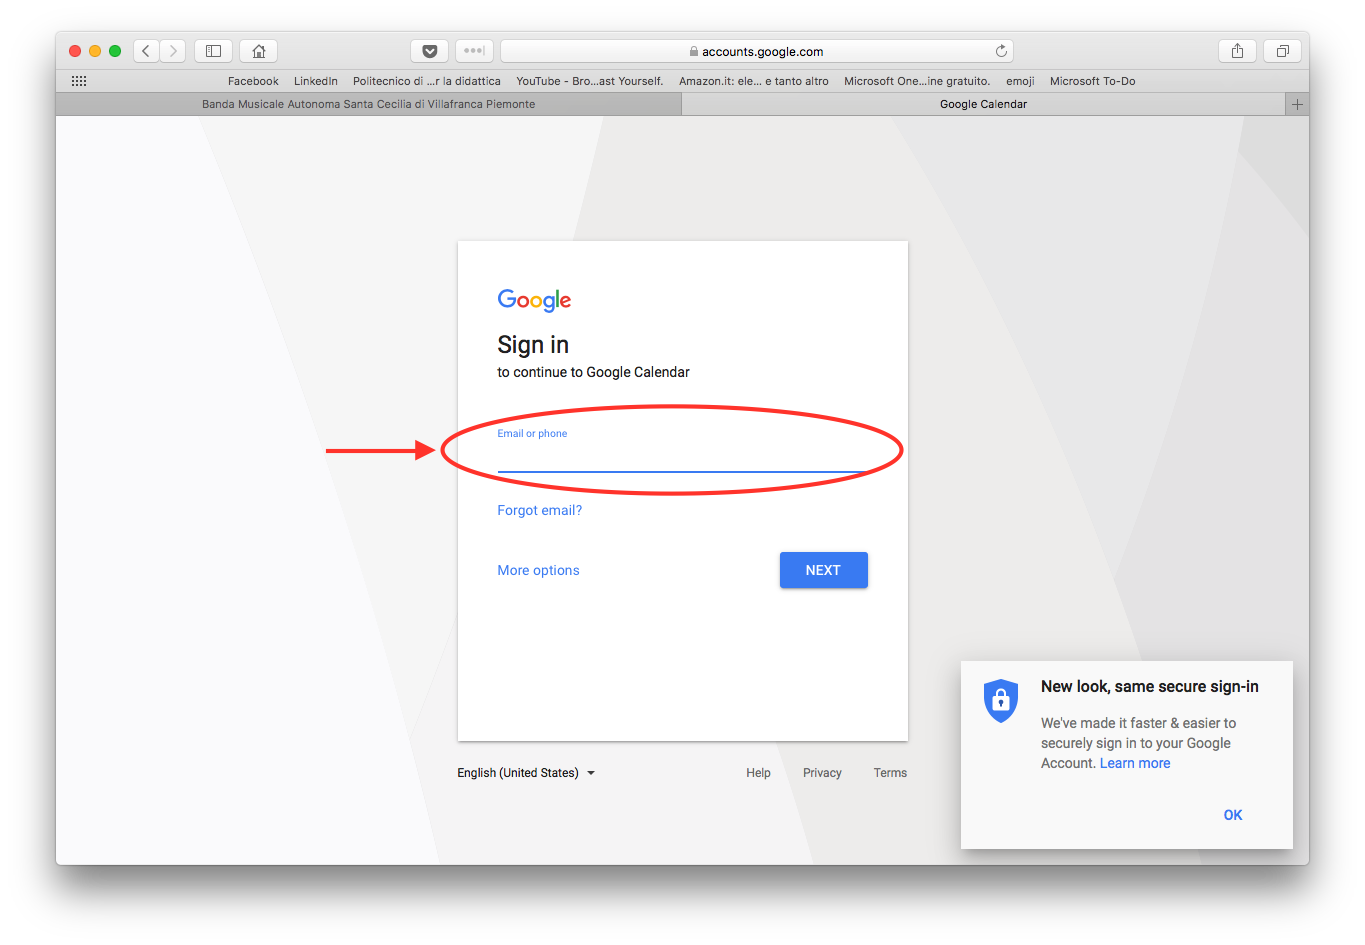 accounts.google.com
Facebook LinkedIn Politecnico di ...r la didattica YouTube - Bro...ast Yourself. Amazon.it: ele... e tanto altro Microsoft One...ine gratuito. emoji Microsoft To-Do
Banda Musicale Autonoma Santa Cecilia di Villafranca Piemonte Google Calendar
Google
Sign in
to continue to Google Calendar
Email or phone
Forgot email?
More options NEXT
English (United States) Help Privacy Terms
New look, same secure sign-in
We've made it faster & easier to
securely sign in to your Google
Account. Learn more
OK